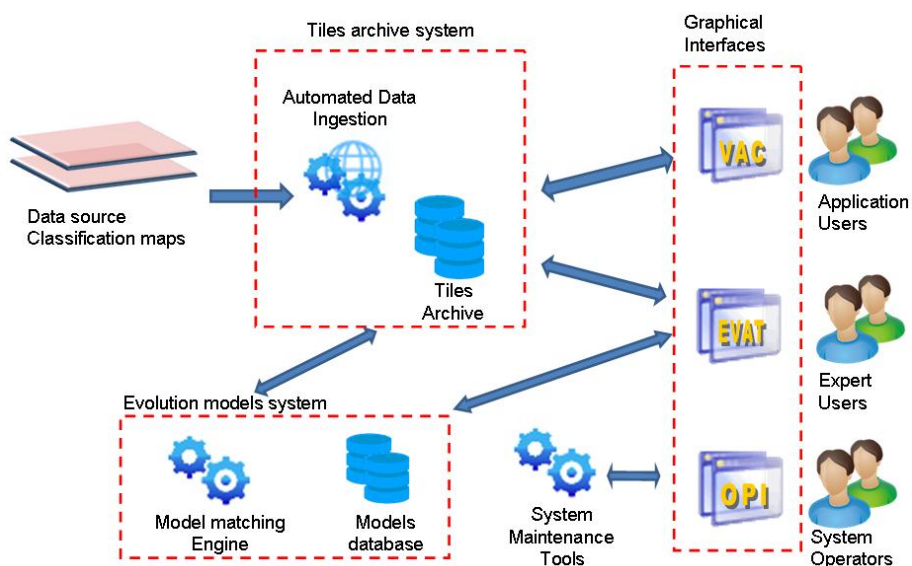 Tiles archive system
Graphical
Interfaces
Automated Data
Ingestion
VAC
Data source
Classification maps
Application
Users
Tiles
Archive
EVAT
Expert
Users
Evolution models system
Model matching
Engine
Models
database
System
Maintenance
Tools
OPI
System
Operators